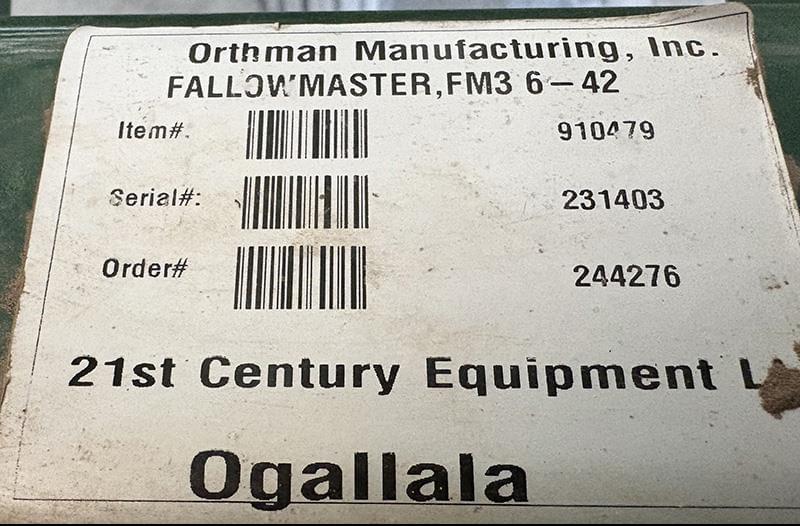 Orthman Manufacturing, Inc.
FALLOWMASTER,FM3 6-42
Item#. 910479
Serial#: 231403
Order# 244276
21st Century Equipment L
Ogallala